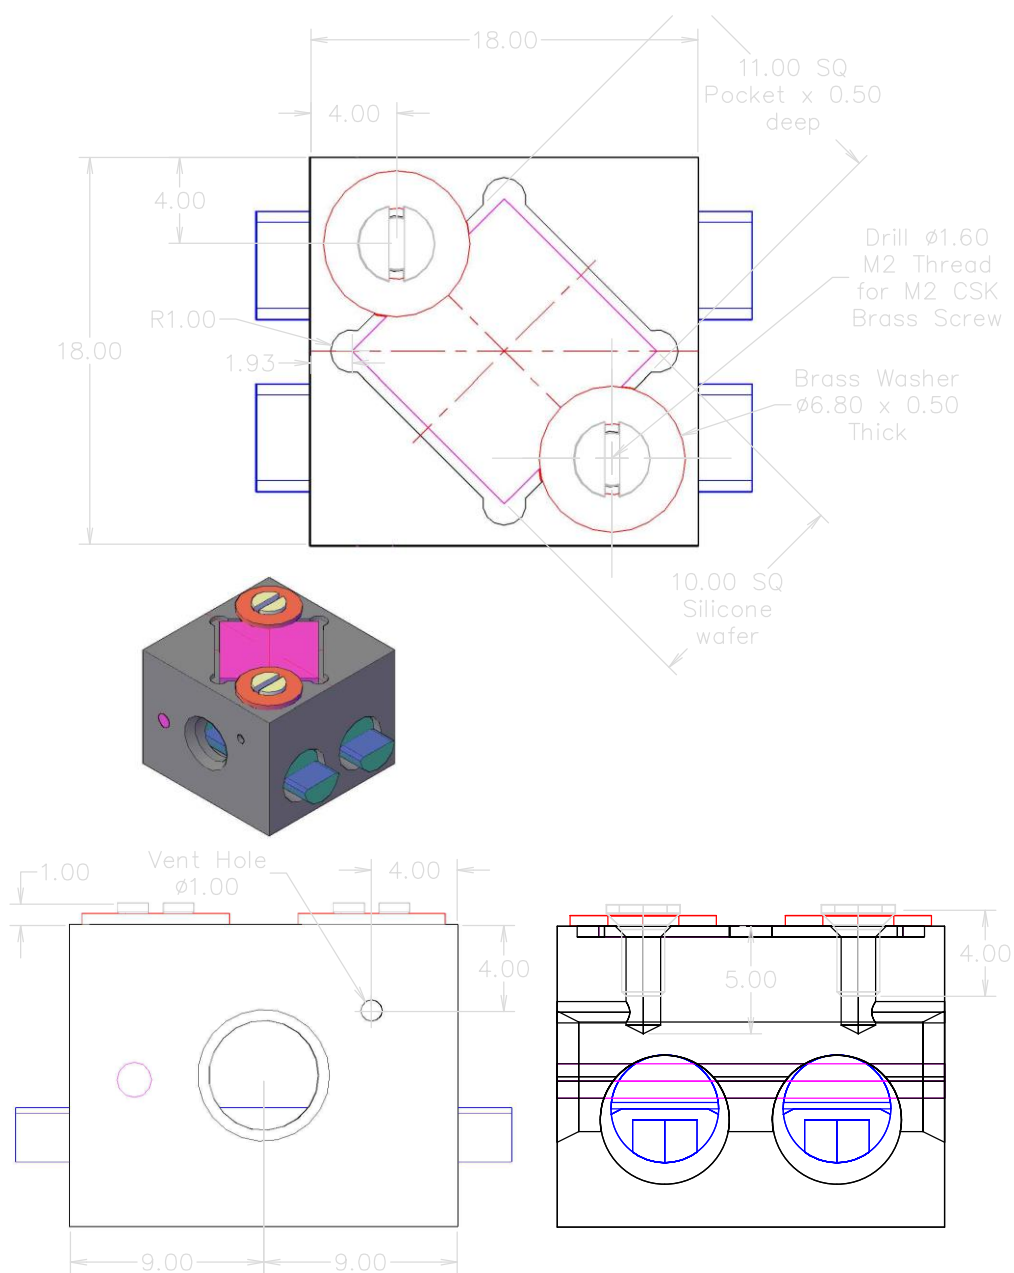 18.00
11.00 SQ
Pocket x 0.50
deep
4.00
4.00
Drill ø1.60
M2 Thread
for M2 CSK
Brass Screw
R1.00
18.00
1.93
Brass Washer
ø6.80 x 0.50
Thick
10.00 SQ
Silicone
wafer
Vent Hole
ø1.00
1.00
4.00
4.00
5.00
4.00
9.00
9.00